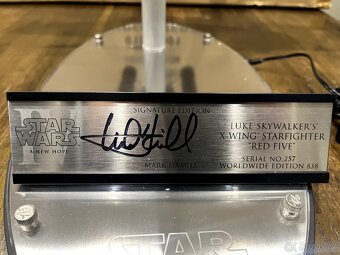 SIGNATURE EDITION
STAR
WARS
A NEW HOPE
MARK HAMILL
LUKE SKYWALKER'S
X-WING STARFIGHTER
"RED FIVE"
SERIAL NO. 257
WORLDWIDE EDITION 838
STAR